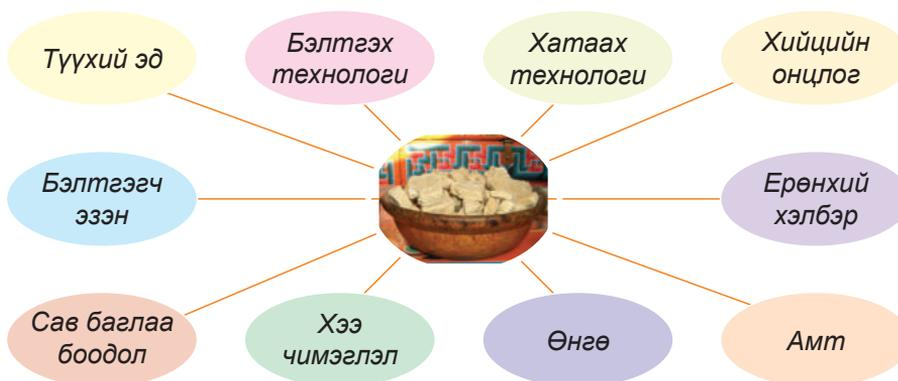 Түүхий эд
Бэлтгэх
технологи
Хатаах
технологи
Хийцийн
онцлог
Бэлтгэгч
эзэн
Ерөнхий
хэлбэр
Сав баглаа
боодол
Хээ
чимэглэл
Өнгө
Амт